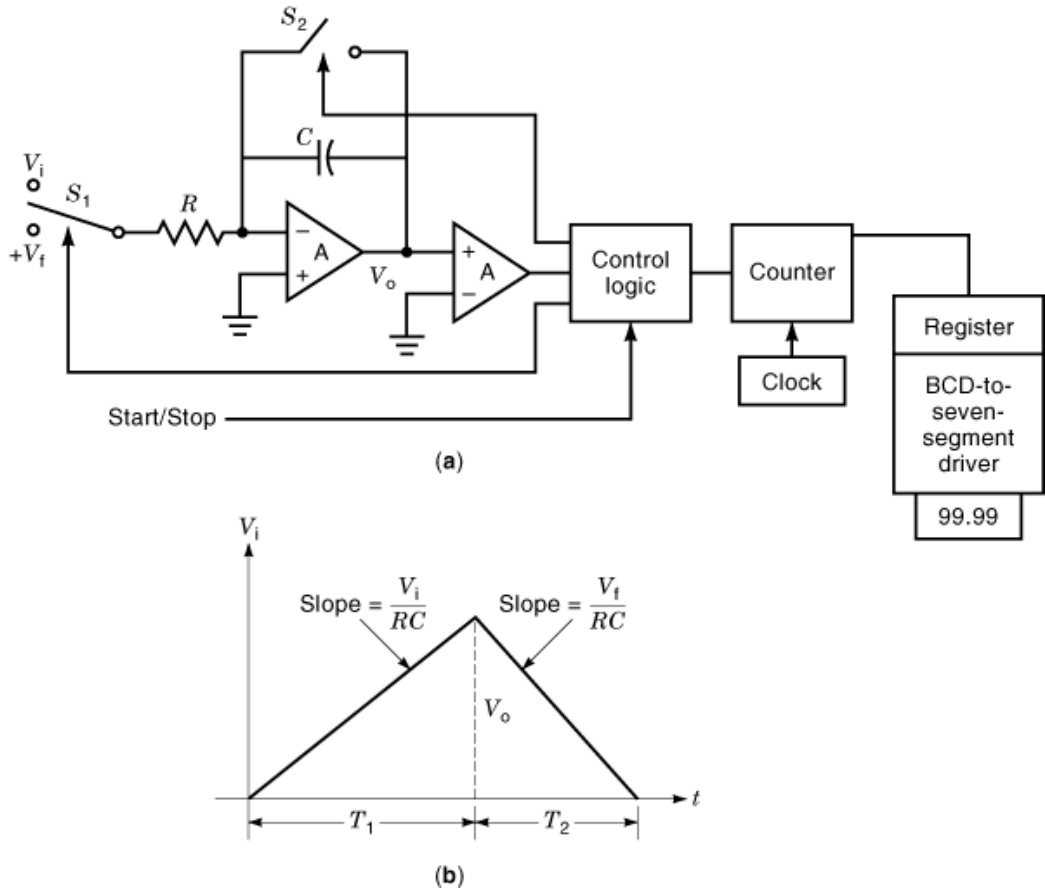 S2
C
Vi
S1
R
+Vf
−
+
A
Vo
+
−
A
Control
logic
Counter
Clock
Register
BCD-to-
seven-
segment
driver
99.99
Start/Stop
(a)
Vi
Slope = Vi/RC
Slope = Vf/RC
Vo
t
T1
T2
(b)